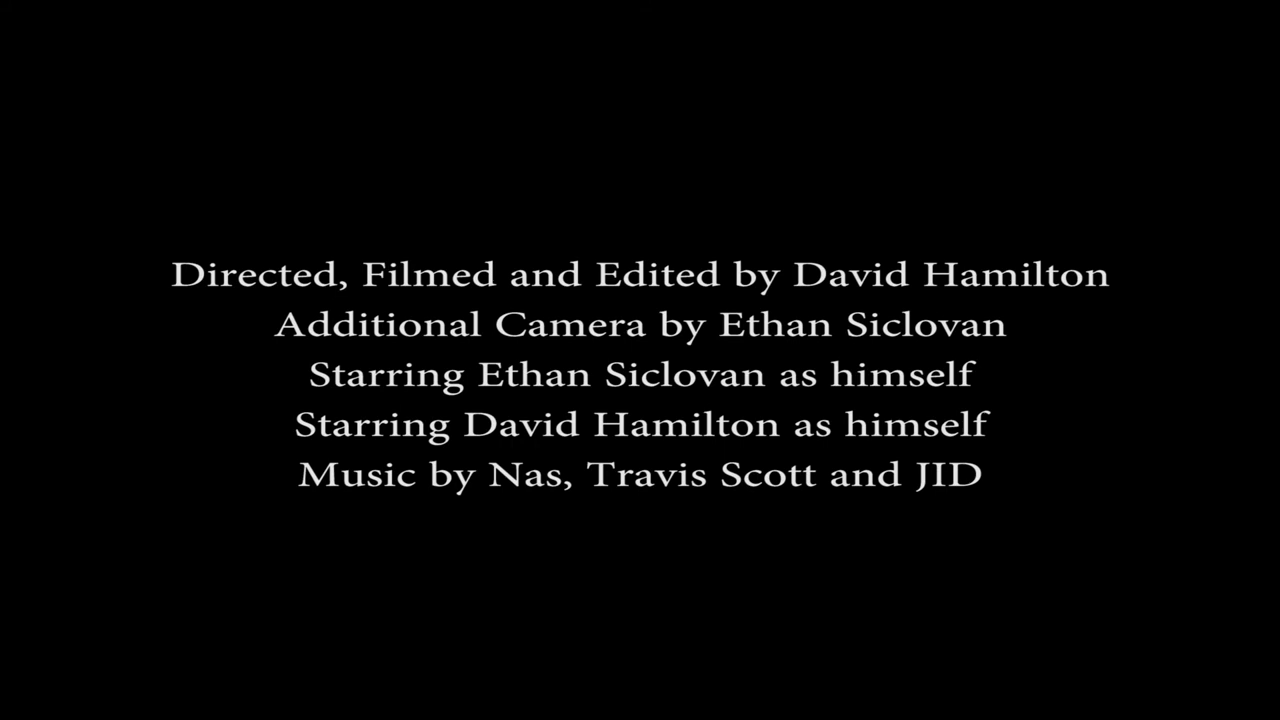 Directed, Filmed and Edited by David Hamilton
Additional Camera by Ethan Siclovan
Starring Ethan Siclovan as himself
Starring David Hamilton as himself
Music by Nas, Travis Scott and JID